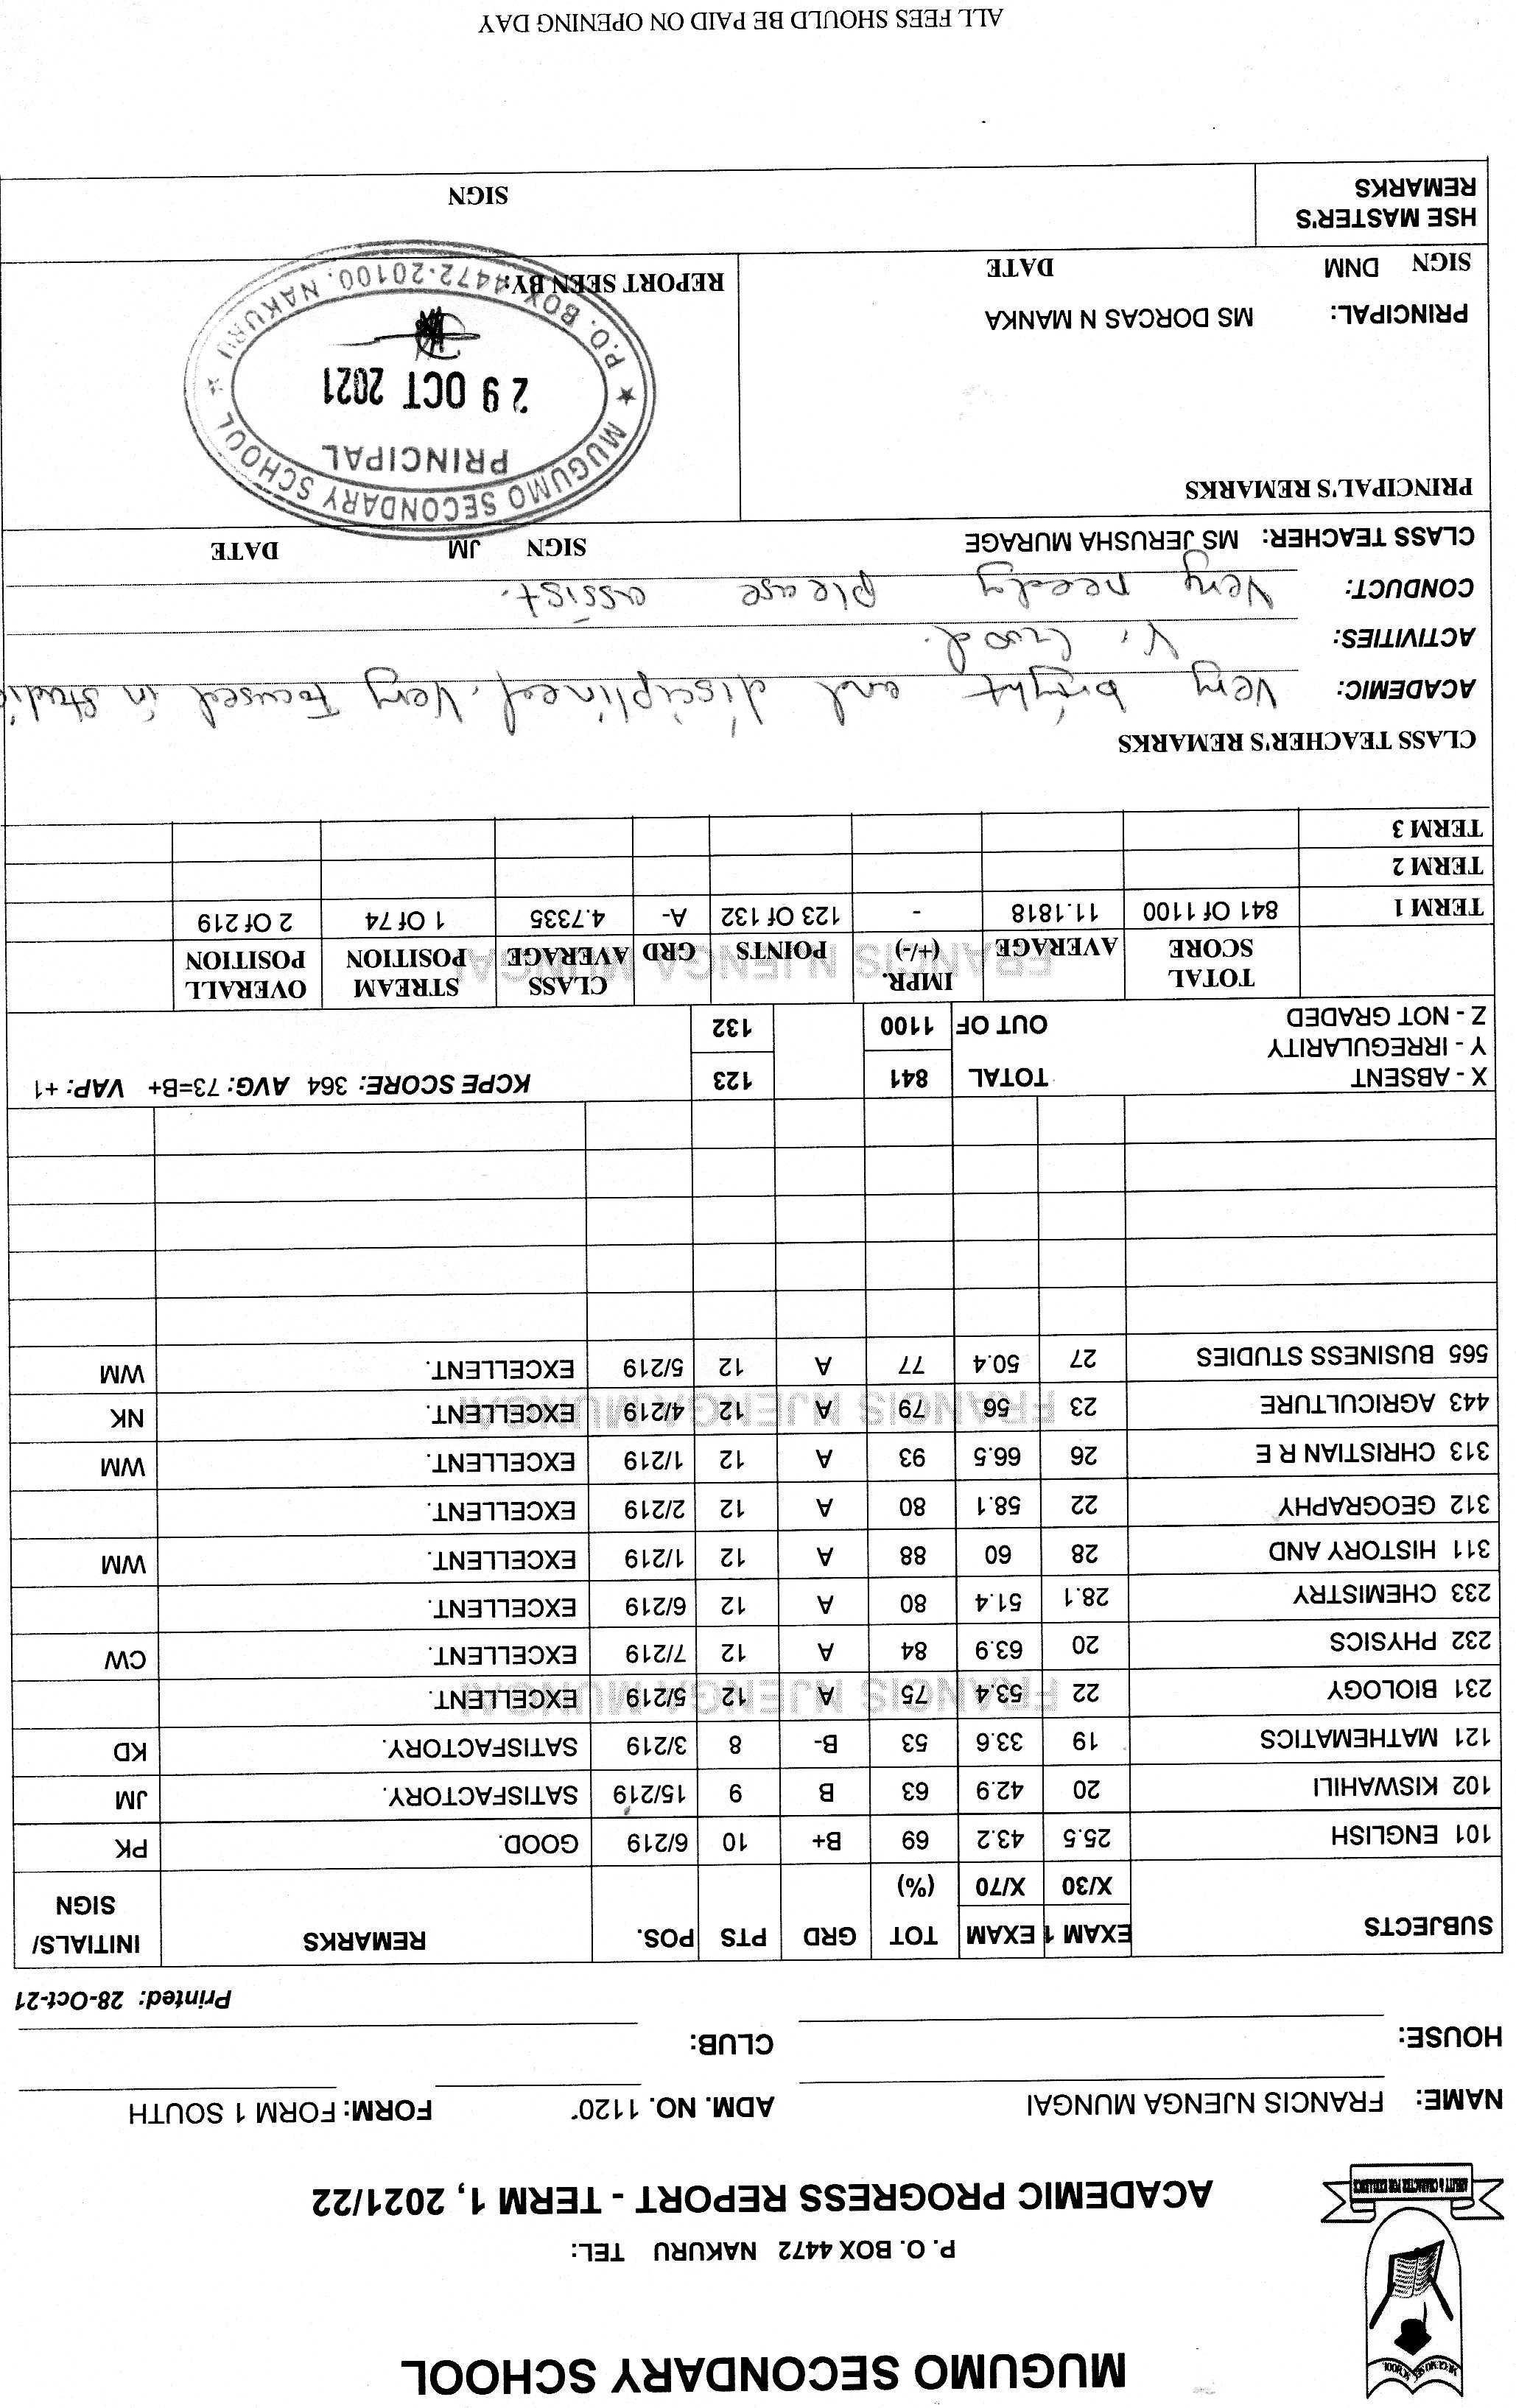 MUGUMO SEC SCHOOL
ABILITY & CHARACTER FOR EXELLENCE
MUGUMO SECONDARY SCHOOL
P. O. BOX 4472 NAKURU TEL:
ACADEMIC PROGRESS REPORT - TERM 1, 2021/22
NAME: FRANCIS NJENGA MUNGAI ADM. NO. 1120 FORM: FORM 1 SOUTH
HOUSE: CLUB:
Printed: 28-Oct-21
SUBJECTS EXAM 1 EXAM TOT GRD PTS POS. REMARKS INITIALS/
X/30 X/70 (%) SIGN
101 ENGLISH 25.5 43.2 69 B+ 10 6/219 GOOD. PK
102 KISWAHILI 20 42.9 63 B 9 15/219 SATISFACTORY. JM
121 MATHEMATICS 19 33.6 53 B- 8 3/219 SATISFACTORY. KD
FRANCIS NJENGA MUNGAI
231 BIOLOGY 22 53.4 75 A 12 5/219 EXCELLENT.
232 PHYSICS 20 63.9 84 A 12 7/219 EXCELLENT. CW
233 CHEMISTRY 28.1 51.4 80 A 12 6/219 EXCELLENT.
311 HISTORY AND 28 60 88 A 12 1/219 EXCELLENT. WM
312 GEOGRAPHY 22 58.1 80 A 12 2/219 EXCELLENT.
313 CHRISTIAN R E 26 66.5 93 A 12 1/219 EXCELLENT. WM
FRANCIS NJENGA MUNGAI
443 AGRICULTURE 23 56 79 A 12 4/219 EXCELLENT. NK
565 BUSINESS STUDIES 27 50.4 77 A 12 5/219 EXCELLENT. WM
X - ABSENT TOTAL 841 123 KCPE SCORE: 364 AVG: 73=B+ VAP: +1
Y - IRREGULARITY
Z - NOT GRADED OUT OF 1100 132
FRANCIS NJENGA MUNGAI
TOTAL IMPR. CLASS STREAM OVERALL
SCORE AVERAGE (+/-) POINTS GRD AVERAGE POSITION POSITION
TERM 1 841 Of 1100 11.1818 - 123 Of 132 A- 4.7335 1 Of 74 2 Of 219
TERM 2
TERM 3
CLASS TEACHER'S REMARKS
ACADEMIC: Very bright and disciplined. Very Focused in Studi
ACTIVITIES: V. Good.
CONDUCT: Very needy please assist.
CLASS TEACHER: MS JERUSHA MURAGE SIGN JM DATE
PRINCIPAL'S REMARKS
MUGUMO SECONDARY SCHOOL
PRINCIPAL
29 OCT 2021
P.O. BOX 4472-20100, NAKURU
PRINCIPAL: MS DORCAS N MANKA
REPORT SEEN BY:
SIGN DNM DATE
HSE MASTER'S
REMARKS SIGN
ALL FEES SHOULD BE PAID ON OPENING DAY